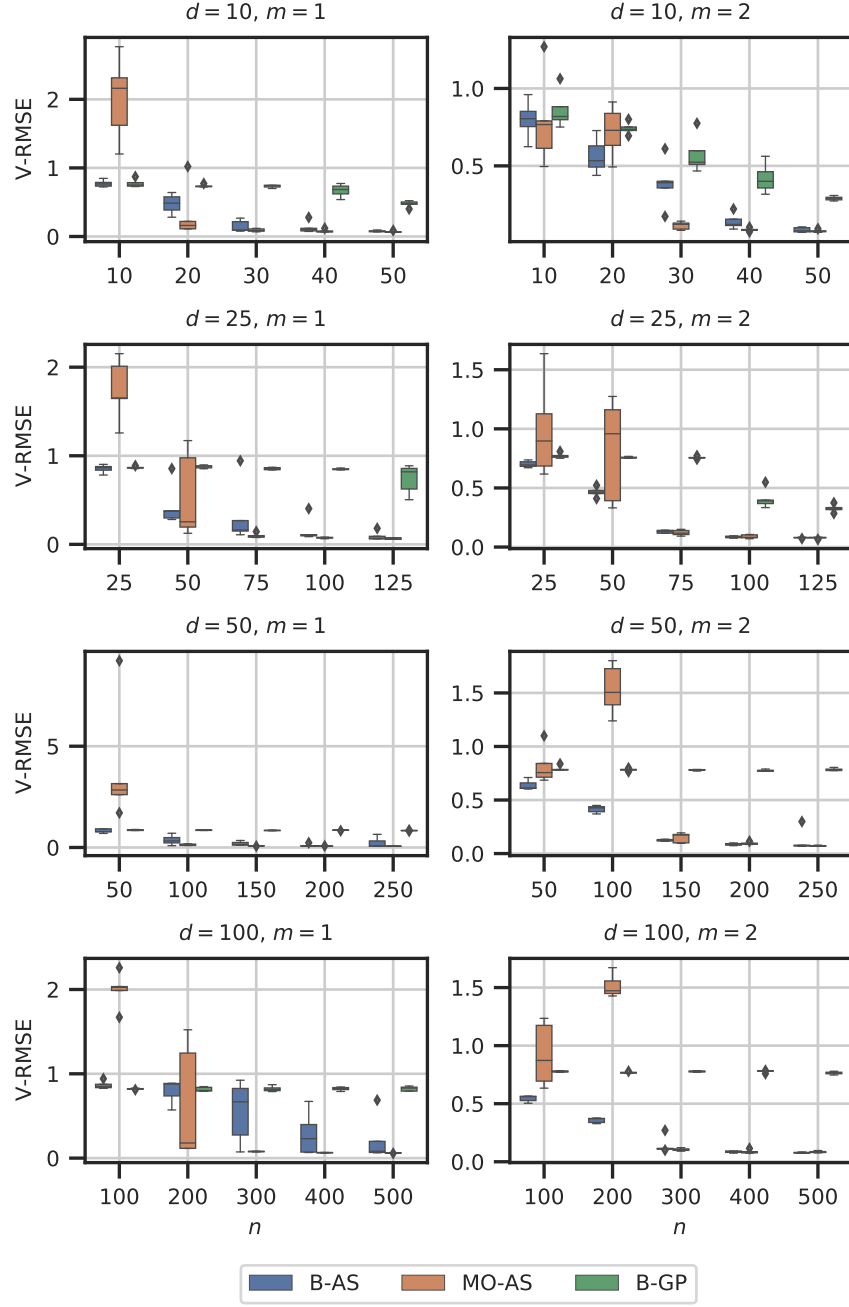 d = 10, m = 1
d = 10, m = 2
V-RMSE
2
1
0
1.0
0.5
10 20 30 40 50
10 20 30 40 50
d = 25, m = 1
d = 25, m = 2
V-RMSE
2
1
0
1.5
1.0
0.5
0.0
25 50 75 100 125
25 50 75 100 125
d = 50, m = 1
d = 50, m = 2
V-RMSE
5
0
1.5
1.0
0.5
0.0
50 100 150 200 250
50 100 150 200 250
d = 100, m = 1
d = 100, m = 2
V-RMSE
2
1
0
1.5
1.0
0.5
0.0
100 200 300 400 500
100 200 300 400 500
n
n
B-AS MO-AS B-GP